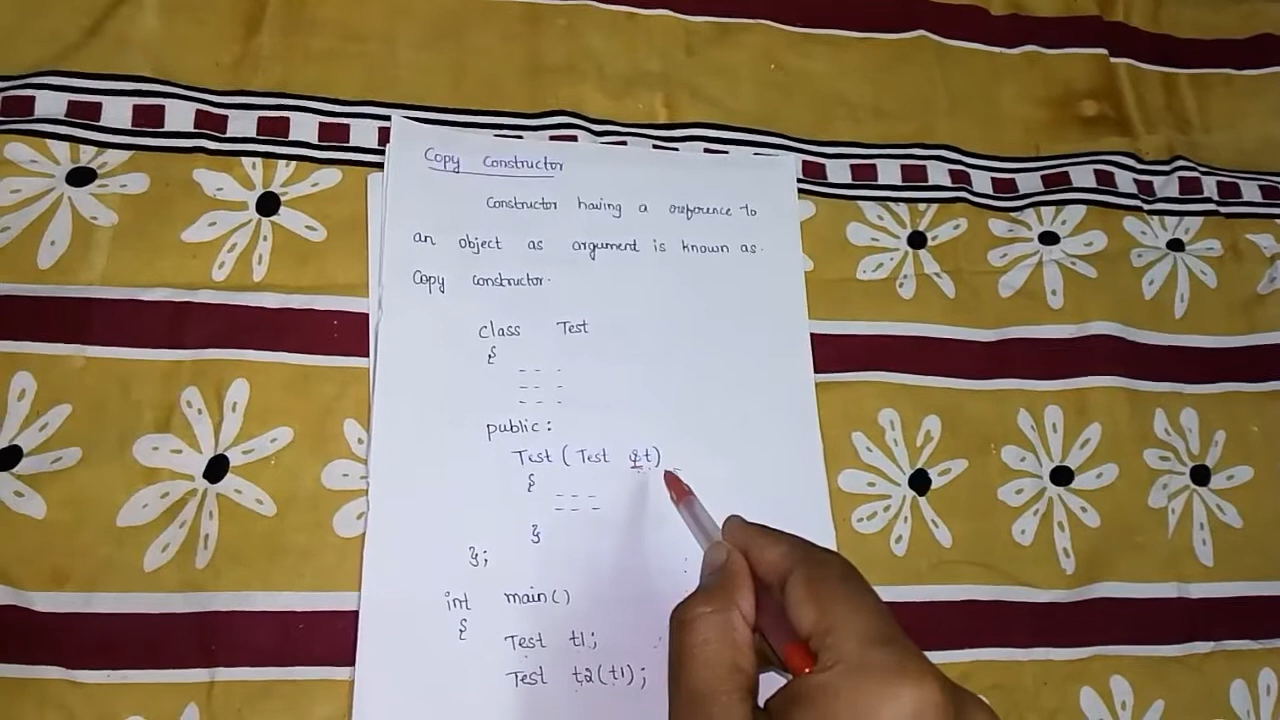 Copy Constructor
Constructor having a reference to
an object as argument is known as.
Copy constructor.
class Test
{
--- 
---
---
public:
Test (Test &t)
{
---
---
}
};
int main()
{
Test t1;
Test t2(t1);